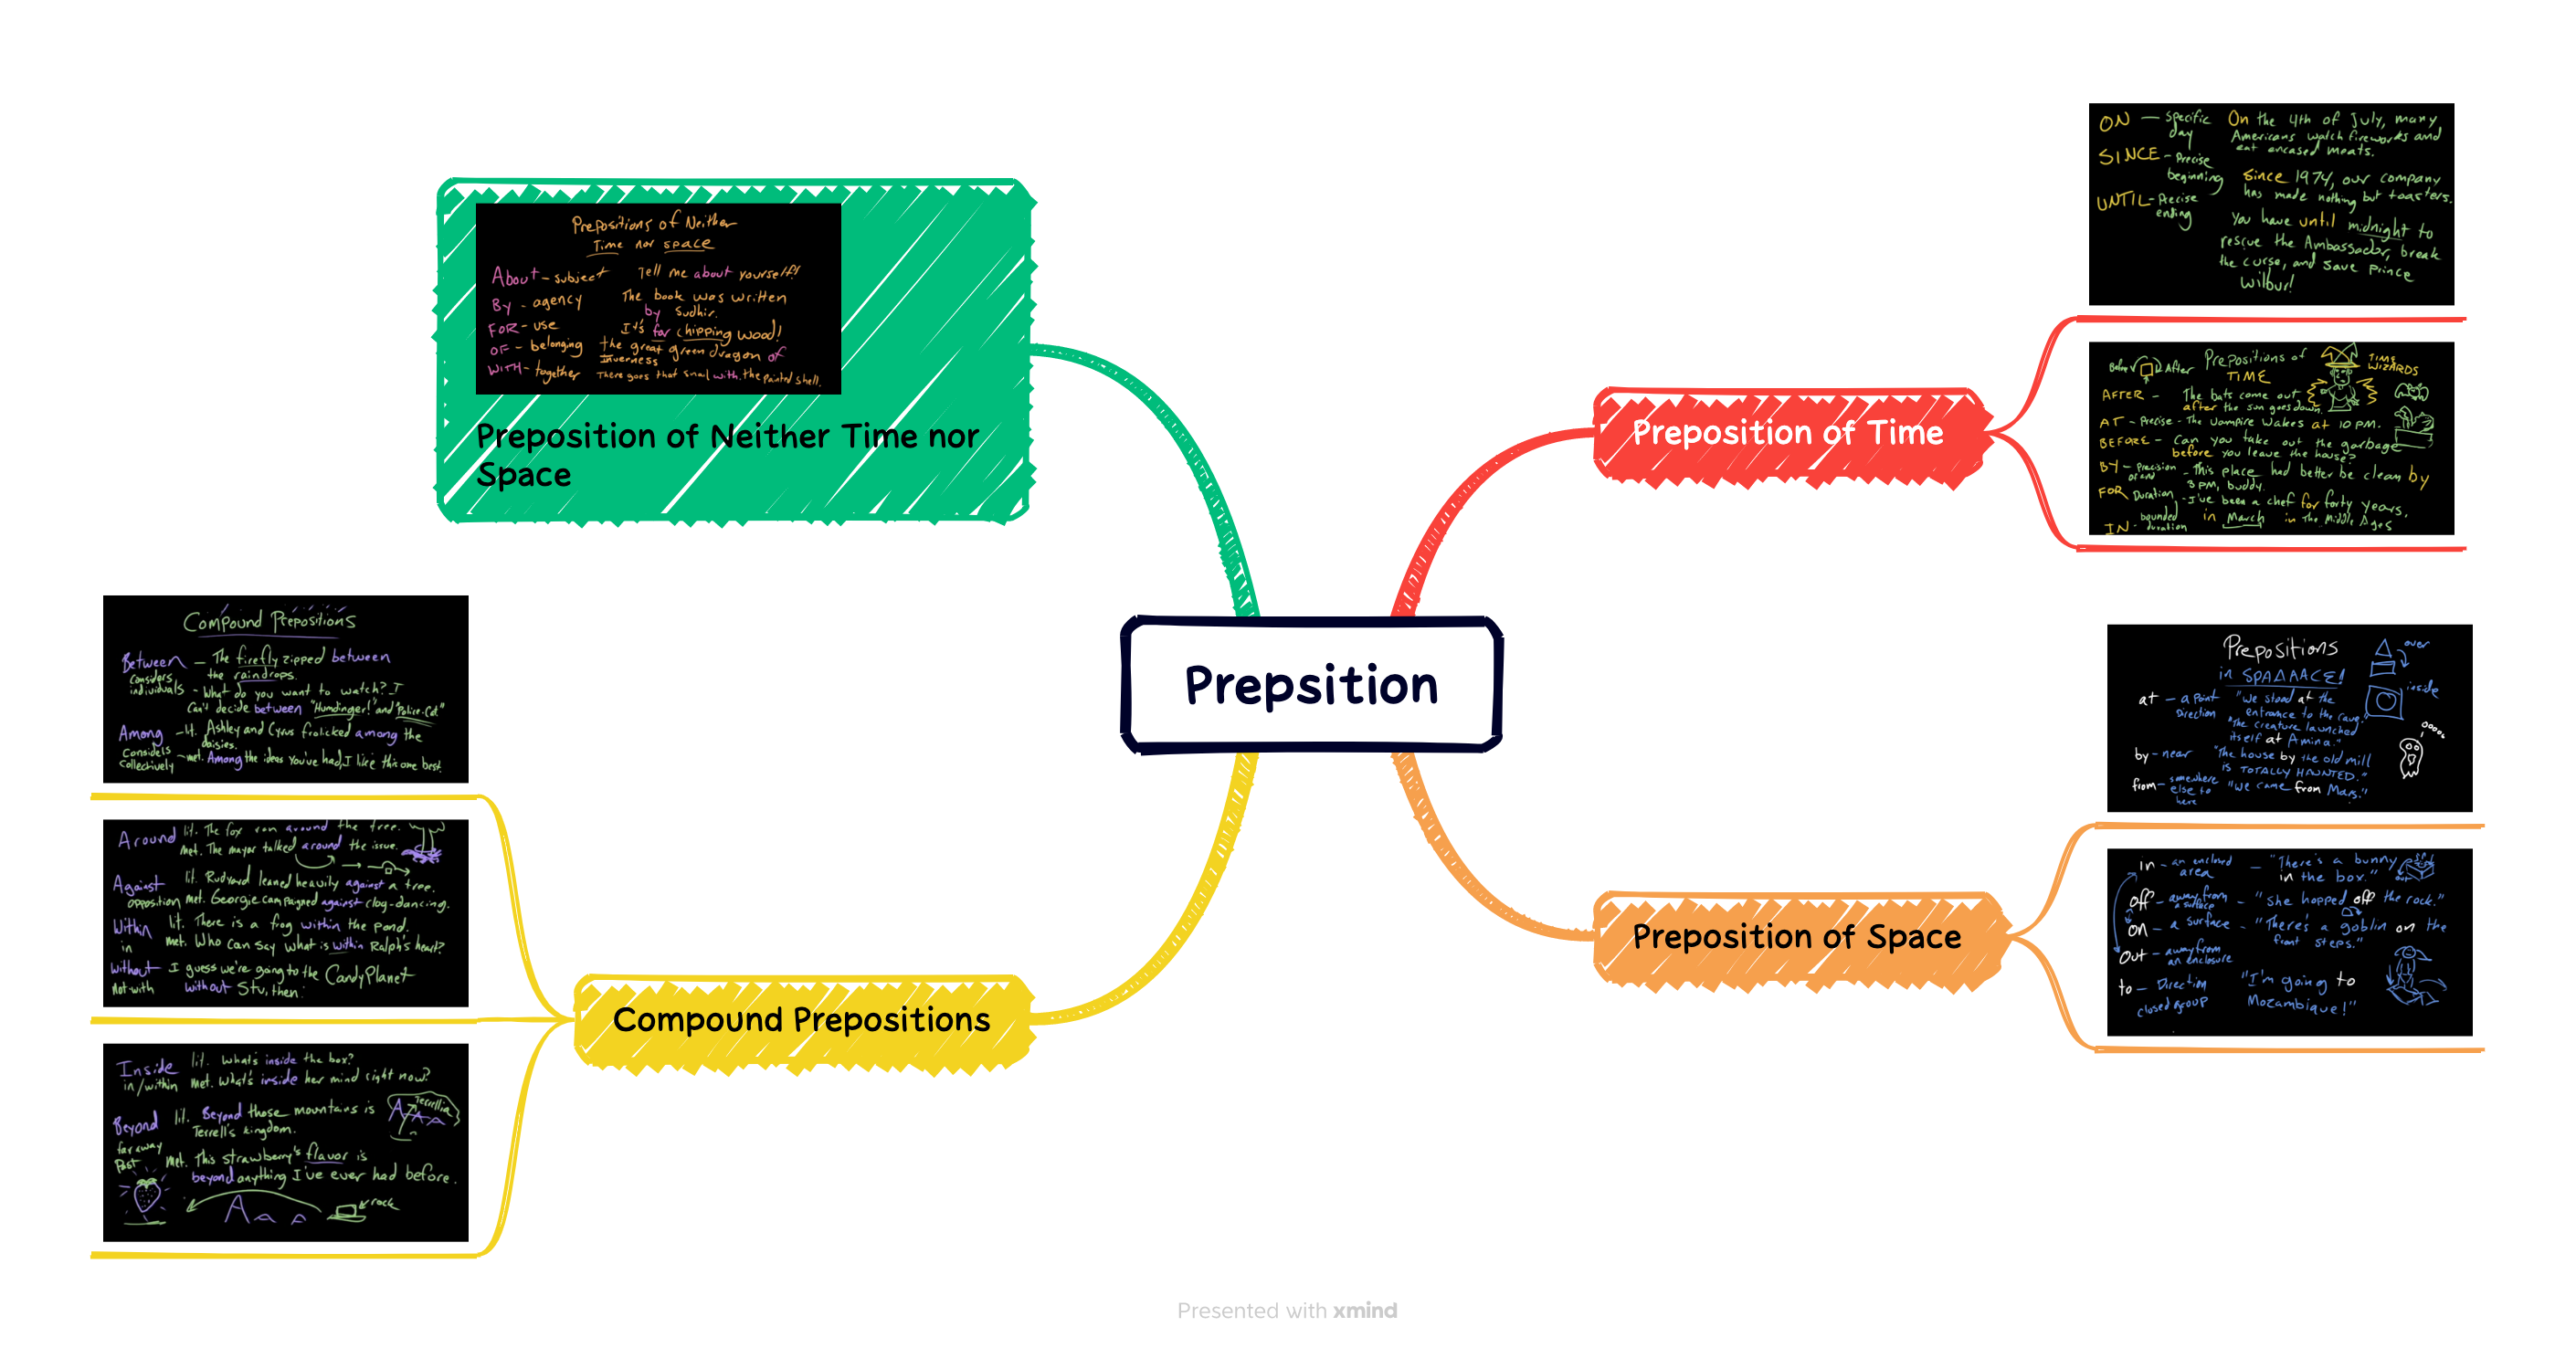 Prepsition
Preposition of Neither Time nor
Space
Prepositions of Neither
Time nor space
About - subject Tell me about yourself!
By - agency The book was written
by Sudhir.
FOR - use It's for chipping wood!
OF - belonging the great green dragon of
Inverness
WITH - together There goes that snail with the painted shell.
Preposition of Time
ON — Specific On the 4th of July, many
day Americans watch fireworks and
eat encased meats.
SINCE - Precise
beginning Since 1974, our company
has made nothing but toasters.
UNTIL - Precise
ending You have until midnight to
rescue the Ambassador, break
the curse, and save Prince
Wilbur!
Before After Prepositions of TIME
TIME WIZARDS
AFTER - The bats come out
after the sun goes down.
AT - Precise - The vampire wakes at 10 PM.
BEFORE - Can you take out the garbage
before you leave the house?
BY - Precision - This place had better be clean by
or end 3PM, buddy.
FOR Duration - I've been a chef for forty years.
IN - bounded in March in the Middle Ages
duration
Preposition of Space
Prepositions over
in SPAAAACE!
inside
at — a point "We stood at the
Direction entrance to the cave."
"The creature launched
itself at Amina."
by - near "The house by the old mill
is TOTALLY HAUNTED."
from - somewhere "We came from Mars."
else to
here
in - an enclosed — "There's a bunny
area in the box." out
off - away from - "She hopped off the rock."
a surface
on - a surface - "There's a goblin on the
front steps."
out - away from
an enclosure
to - Direction "I'm going to
closed group Mozambique!"
Compound Prepositions
Compound Prepositions
Between — The firefly zipped between
considers the raindrops.
individuals - What do you want to watch? I
can't decide between "Humdinger!" and "Police Cat"
Among - lit. Ashley and Cyrus frolicked among the
daisies.
Considers
collectively - met. Among the ideas you've had, I like this one best.
Around lit. The fox ran around the tree.
met. The mayor talked around the issue.
Against lit. Rudyard leaned heavily against a tree.
opposition met. Georgie campaigned against clog-dancing.
Within lit. There is a frog within the pond.
in met. Who can say what is within Ralph's heart?
Without I guess we're going to the CandyPlanet
Not-with without Stu, then.
Inside lit. What's inside the box?
in/within met. What's inside her mind right now?
Beyond lit. Beyond those mountains is
Terrell's kingdom.
Terrellia
far away
past met. This strawberry's flavor is
beyond anything I've ever had before.
rock
Presented with xmind